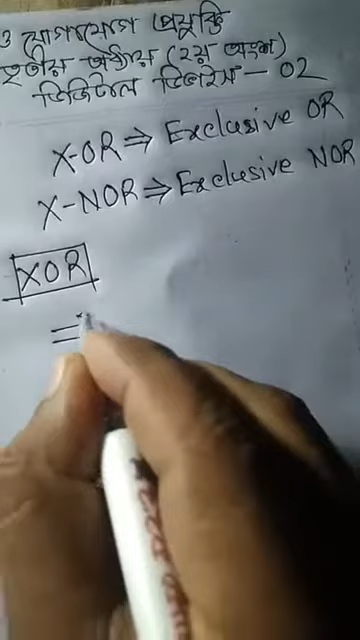 ও যোগাযোগ প্রযুক্তি
তৃতীয় অধ্যায় (২য় অংশ)
ডিজিটাল ডিভাইস - 02
X-OR ⇒ Exclusive OR
X-NOR ⇒ Exclusive NOR
XOR
=